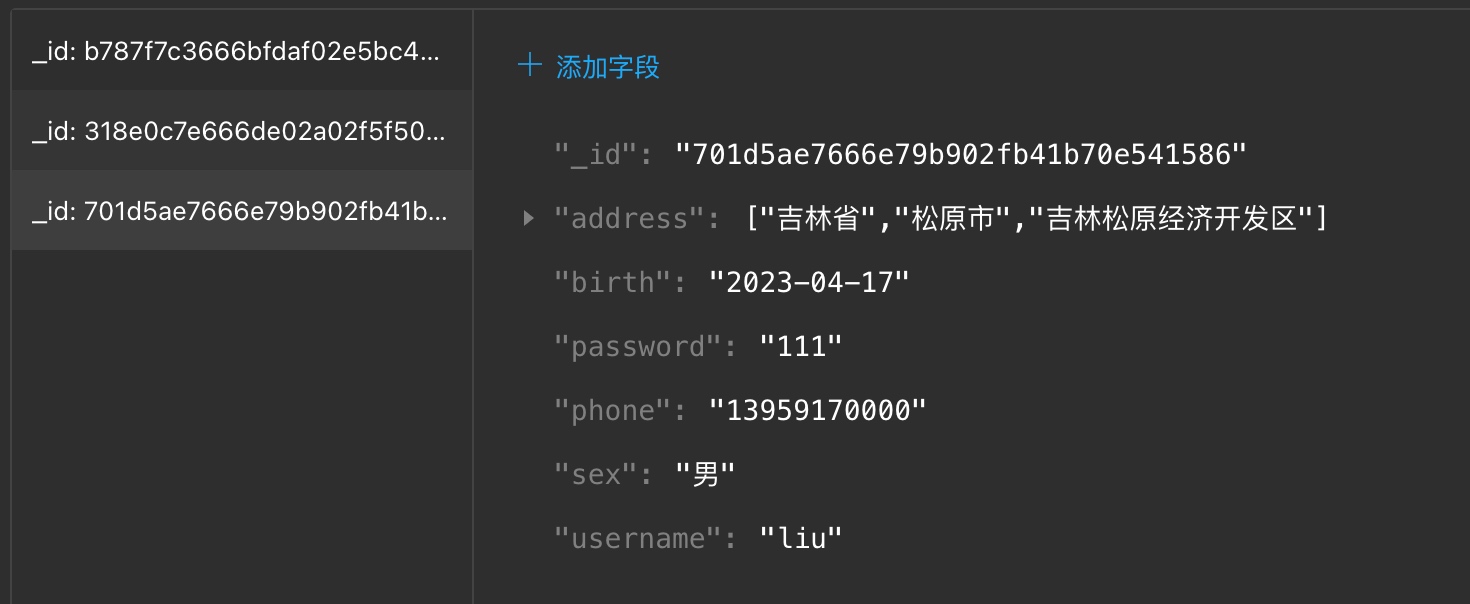 _id: b787f7c3666bfdaf02e5bc4...
_id: 318e0c7e666de02a02f5f50...
_id: 701d5ae7666e79b902fb41b...
+ 添加字段
"_id": "701d5ae7666e79b902fb41b70e541586"
"address": ["吉林省","松原市","吉林松原经济开发区"]
"birth": "2023-04-17"
"password": "111"
"phone": "13959170000"
"sex": "男"
"username": "liu"